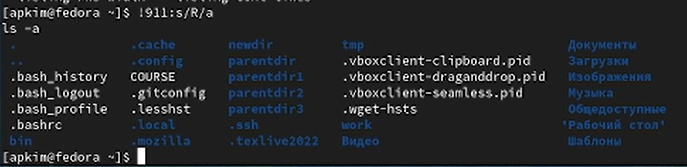 [apkim@fedora ~]$ !911:s/R/a
ls -a
. .cache newdir tmp Документы
.. .config parentdir .vboxclient-clipboard.pid Загрузки
.bash_history COURSE parentdir1 .vboxclient-draganddrop.pid Изображения
.bash_logout .gitconfig parentdir2 .vboxclient-seamless.pid Музыка
.bash_profile .lesshst parentdir3 .wget-hsts Общедоступные
.bashrc .local .ssh work 'Рабочий стол'
bin .mozilla .texlive2022 Видео Шаблоны
[apkim@fedora ~]$